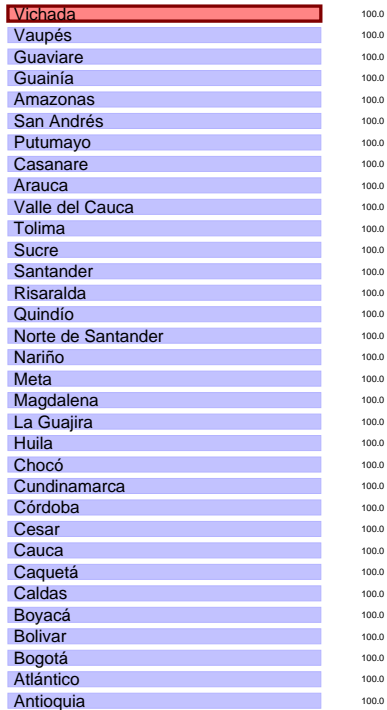 Vichada 100.0
Vaupés 100.0
Guaviare 100.0
Guainía 100.0
Amazonas 100.0
San Andrés 100.0
Putumayo 100.0
Casanare 100.0
Arauca 100.0
Valle del Cauca 100.0
Tolima 100.0
Sucre 100.0
Santander 100.0
Risaralda 100.0
Quindío 100.0
Norte de Santander 100.0
Nariño 100.0
Meta 100.0
Magdalena 100.0
La Guajira 100.0
Huila 100.0
Chocó 100.0
Cundinamarca 100.0
Córdoba 100.0
Cesar 100.0
Cauca 100.0
Caquetá 100.0
Caldas 100.0
Boyacá 100.0
Bolivar 100.0
Bogotá 100.0
Atlántico 100.0
Antioquia 100.0